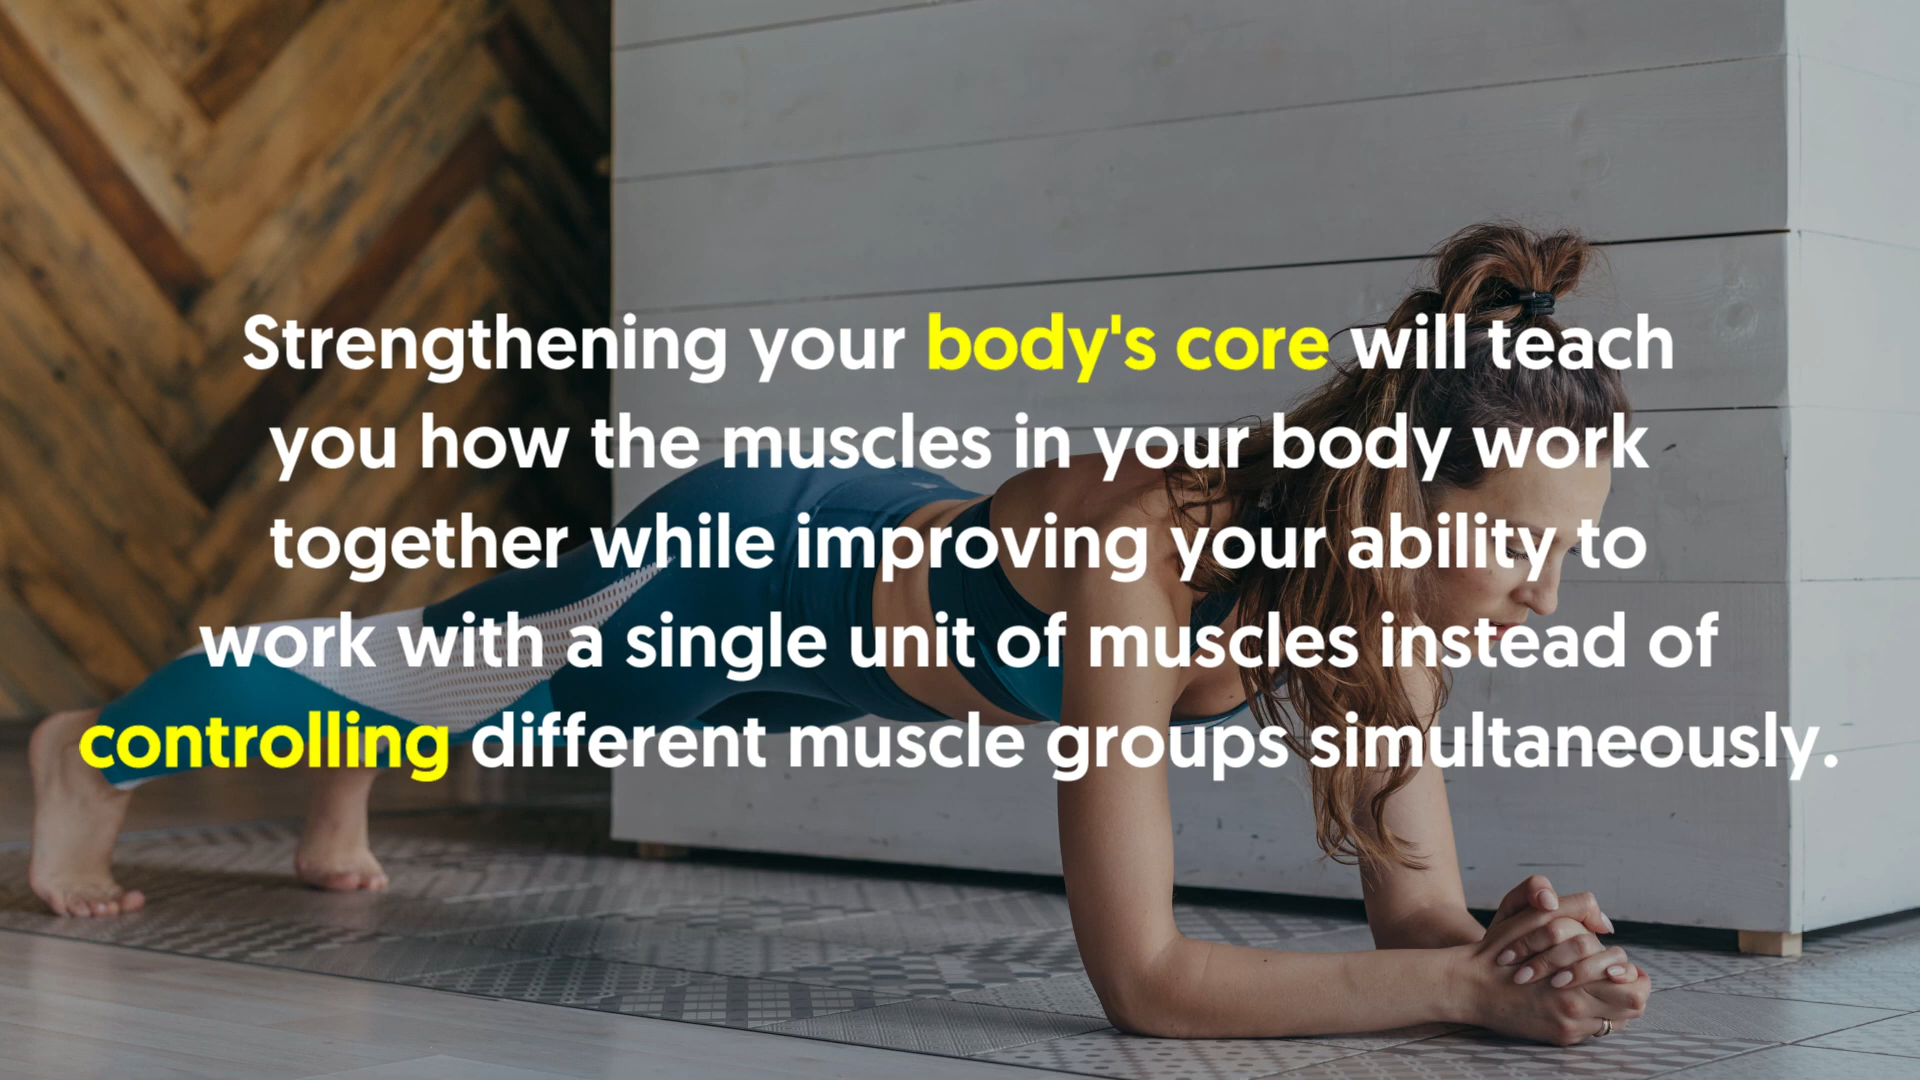 Strengthening your body's core will teach
you how the muscles in your body work
together while improving your ability to
work with a single unit of muscles instead of
controlling different muscle groups simultaneously.